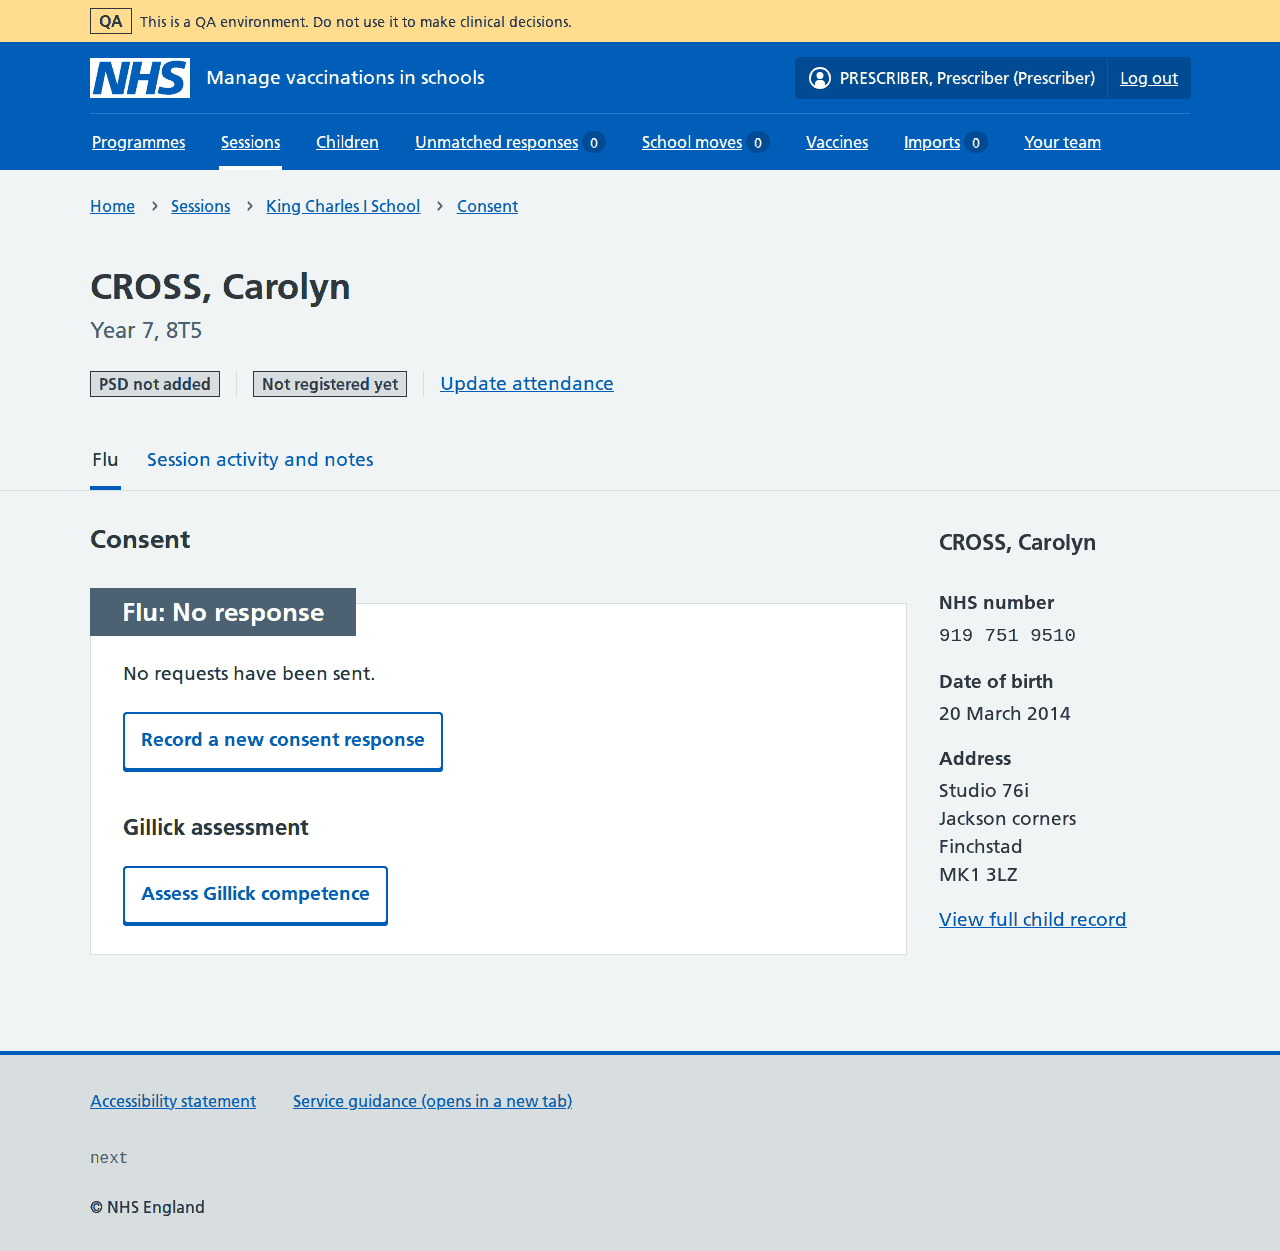 QA This is a QA environment. Do not use it to make clinical decisions.
NHS Manage vaccinations in schools PRESCRIBER, Prescriber (Prescriber) Log out
Programmes Sessions Children Unmatched responses 0 School moves 0 Vaccines Imports 0 Your team
Home › Sessions › King Charles I School › Consent
CROSS, Carolyn
Year 7, 8T5
PSD not added Not registered yet Update attendance
Flu Session activity and notes
Consent
Flu: No response
No requests have been sent.
Record a new consent response
Gillick assessment
Assess Gillick competence
CROSS, Carolyn
NHS number
919 751 9510
Date of birth
20 March 2014
Address
Studio 76i
Jackson corners
Finchstad
MK1 3LZ
View full child record
Accessibility statement Service guidance (opens in a new tab)
next
© NHS England